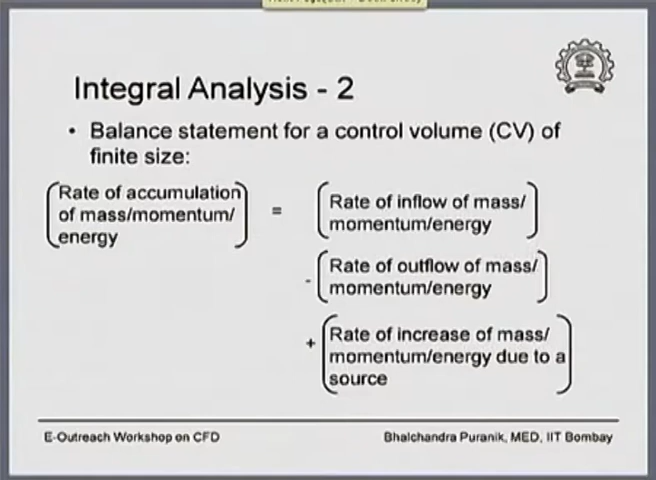 Integral Analysis - 2
• Balance statement for a control volume (CV) of
finite size:
Rate of accumulation
of mass/momentum/
energy
=
Rate of inflow of mass/
momentum/energy
-
Rate of outflow of mass/
momentum/energy
+
Rate of increase of mass/
momentum/energy due to a
source
E-Outreach Workshop on CFD
Bhalchandra Puranik, MED, IIT Bombay